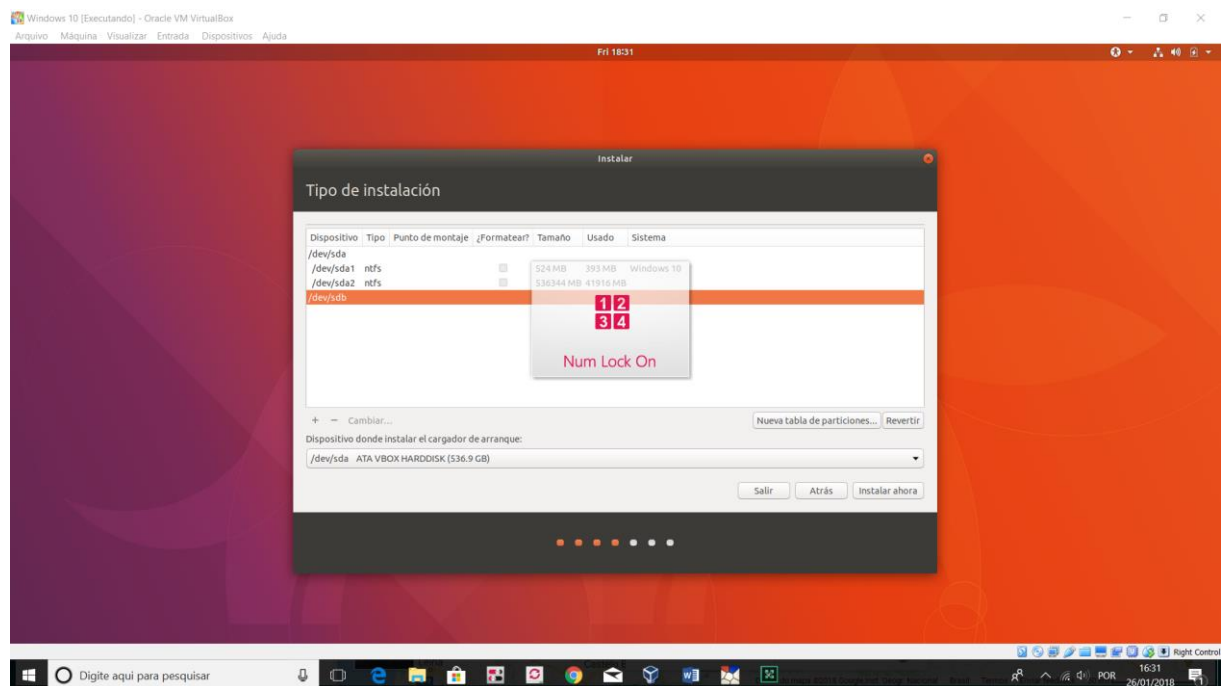 Windows 10 [Executando] - Oracle VM VirtualBox
Arquivo Máquina Visualizar Entrada Dispositivos Ajuda
Fri 18:31
Instalar
Tipo de instalación
Dispositivo Tipo Punto de montaje ¿Formatear? Tamaño Usado Sistema
/dev/sda
/dev/sda1 ntfs 524 MB 393 MB Windows 10
/dev/sda2 ntfs 536344 MB 41916 MB
/dev/sdb
1 2
3 4
Num Lock On
+ - Cambiar...
Nueva tabla de particiones... Revertir
Dispositivo donde instalar el cargador de arranque:
/dev/sda ATA VBOX HARDDISK (536.9 GB)
Salir Atrás Instalar ahora
Right Control
Digite aqui para pesquisar
POR
16:31
26/01/2018